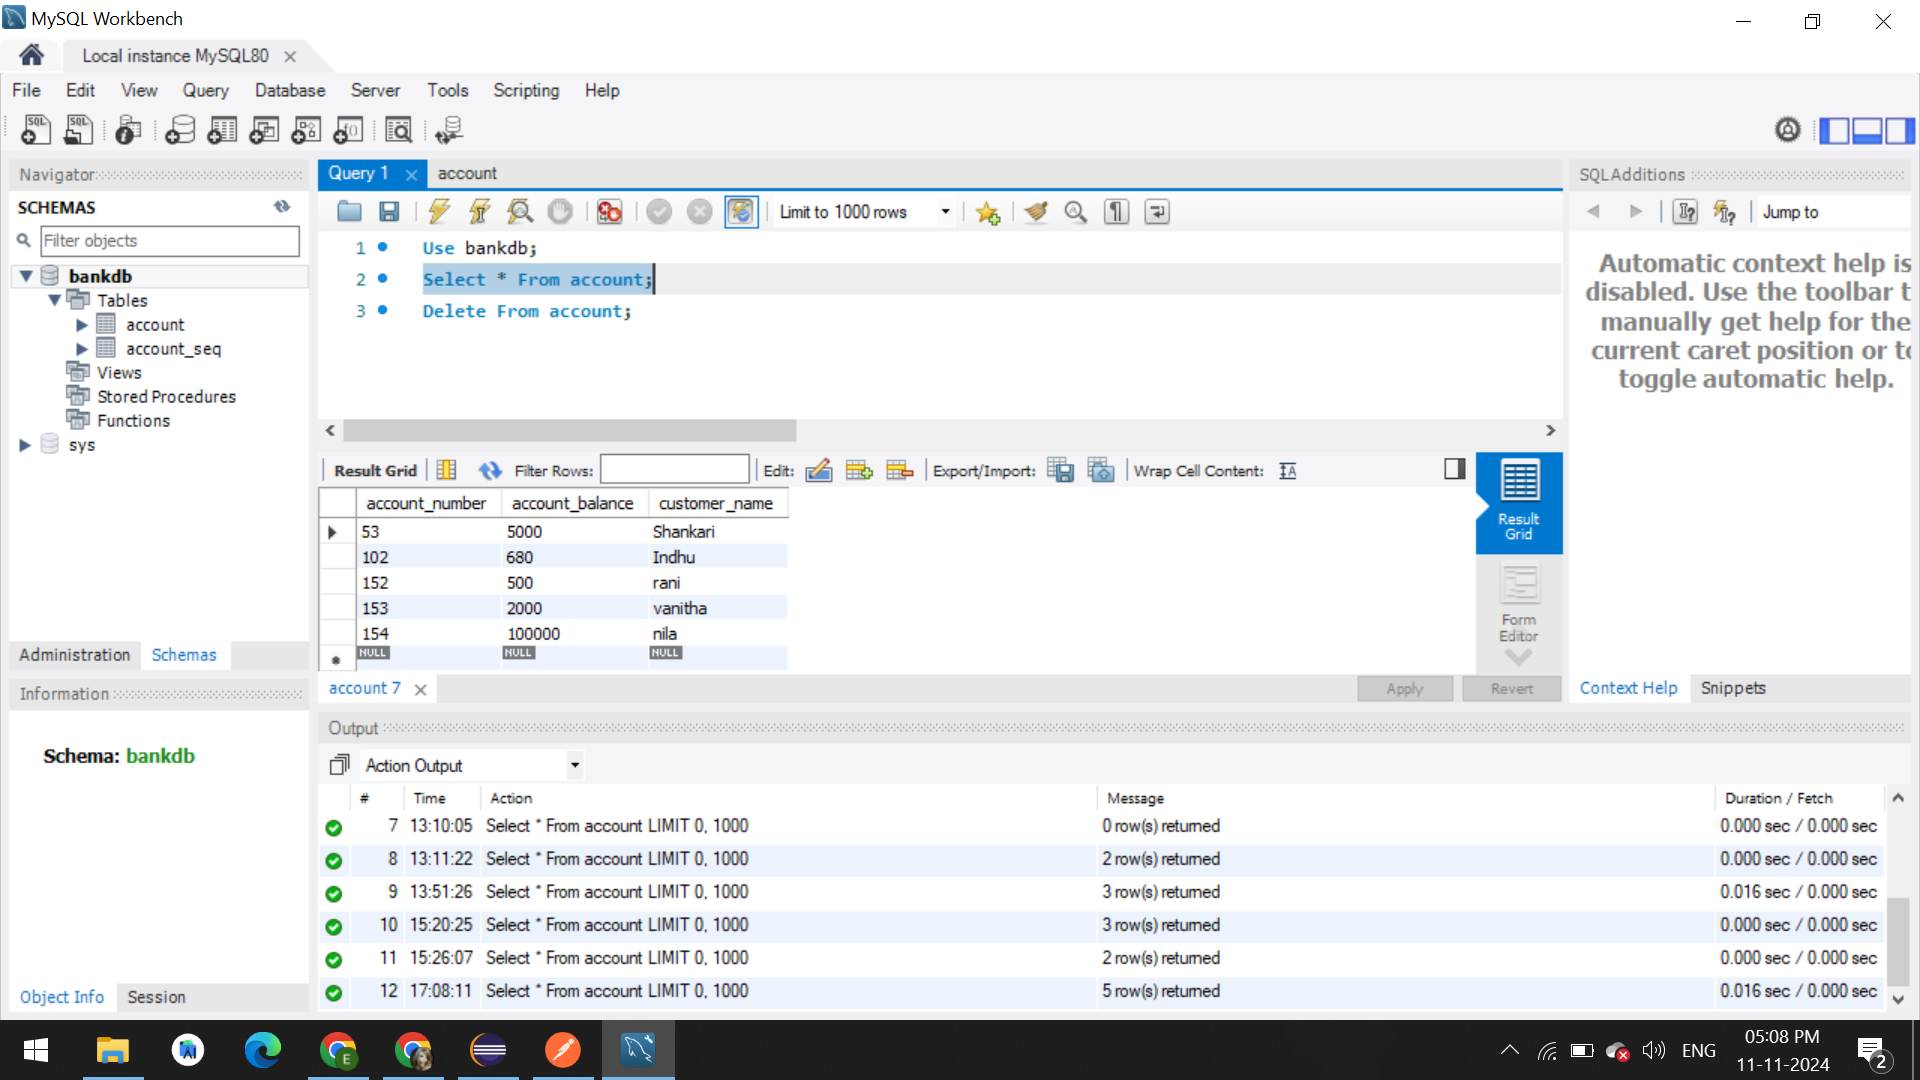 MySQL Workbench
Local instance MySQL80
File Edit View Query Database Server Tools Scripting Help
Navigator
SCHEMAS
Filter objects
bankdb
Tables
account
account_seq
Views
Stored Procedures
Functions
sys
Administration Schemas
Information
Schema: bankdb
Object Info Session
Query 1 account
Limit to 1000 rows
1 Use bankdb;
2 Select * From account;
3 Delete From account;
Result Grid Filter Rows: Edit: Export/Import: Wrap Cell Content:
account_number account_balance customer_name
53 5000 Shankari
102 680 Indhu
152 500 rani
153 2000 vanitha
154 100000 nila
NULL NULL NULL
Result
Grid
Form
Editor
account 7 Apply Revert
SQLAdditions
Jump to
Automatic context help is
disabled. Use the toolbar t
manually get help for the
current caret position or to
toggle automatic help.
Context Help Snippets
Output
Action Output
# Time Action Message Duration / Fetch
7 13:10:05 Select * From account LIMIT 0, 1000 0 row(s) returned 0.000 sec / 0.000 sec
8 13:11:22 Select * From account LIMIT 0, 1000 2 row(s) returned 0.000 sec / 0.000 sec
9 13:51:26 Select * From account LIMIT 0, 1000 3 row(s) returned 0.016 sec / 0.000 sec
10 15:20:25 Select * From account LIMIT 0, 1000 3 row(s) returned 0.000 sec / 0.000 sec
11 15:26:07 Select * From account LIMIT 0, 1000 2 row(s) returned 0.000 sec / 0.000 sec
12 17:08:11 Select * From account LIMIT 0, 1000 5 row(s) returned 0.016 sec / 0.000 sec
E
ENG
05:08 PM
11-11-2024
2